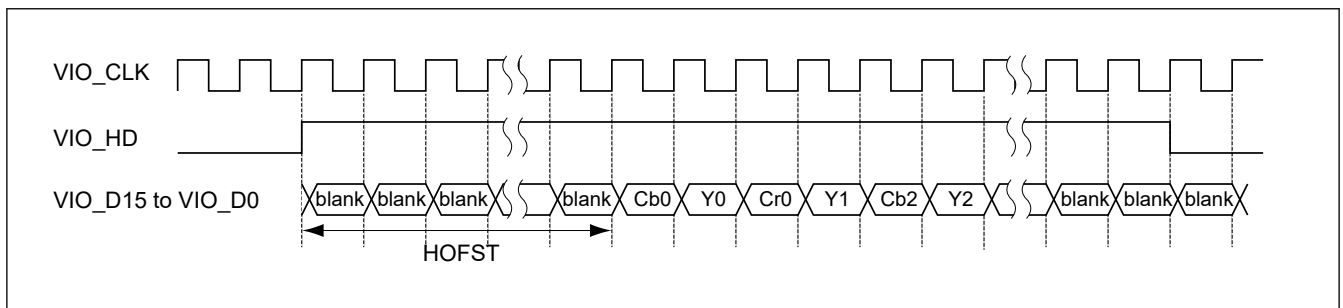 VIO_CLK
VIO_HD
VIO_D15 to VIO_D0 blank blank blank blank Cb0 Y0 Cr0 Y1 Cb2 Y2 blank blank blank
HOFST